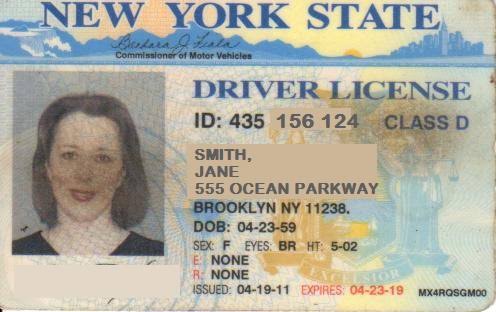 NEW YORK STATE
Barbara J. Fiala
Commissioner of Motor Vehicles
DRIVER LICENSE
ID: 435 156 124 CLASS D
SMITH,
JANE
555 OCEAN PARKWAY
BROOKLYN NY 11238.
DOB: 04-23-59
SEX: F EYES: BR HT: 5-02
E: NONE
R: NONE
ISSUED: 04-19-11 EXPIRES: 04-23-19 MX4RQSGM00
EXCELSIOR